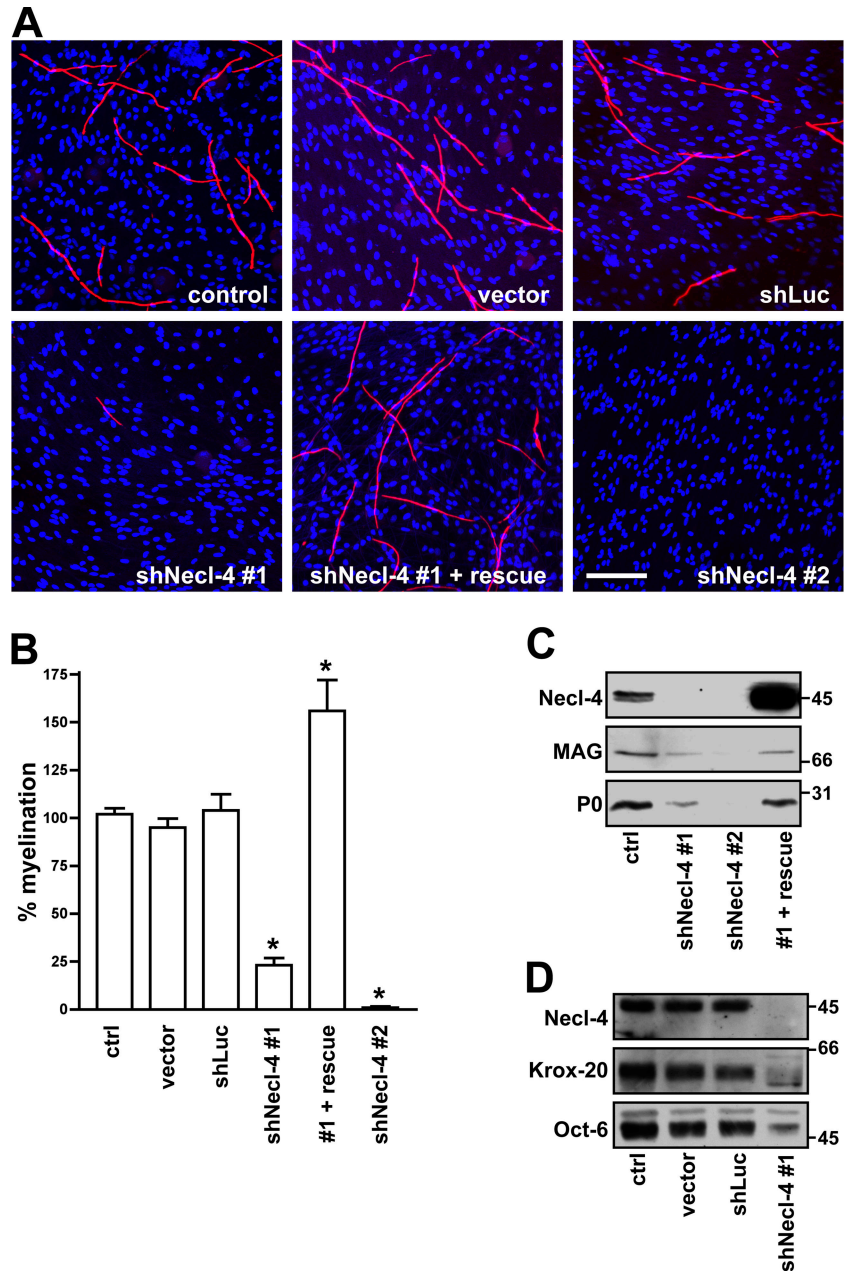 A
control
vector
shLuc
shNecl-4 #1
shNecl-4 #1 + rescue
shNecl-4 #2
B
% myelination
175
150
125
100
75
50
25
0
*
*
*
ctrl
vector
shLuc
shNecl-4 #1
#1 + rescue
shNecl-4 #2
C
Necl-4
45
MAG
66
P0
31
ctrl
shNecl-4 #1
shNecl-4 #2
#1 + rescue
D
Necl-4
45
Krox-20
66
Oct-6
45
ctrl
vector
shLuc
shNecl-4 #1